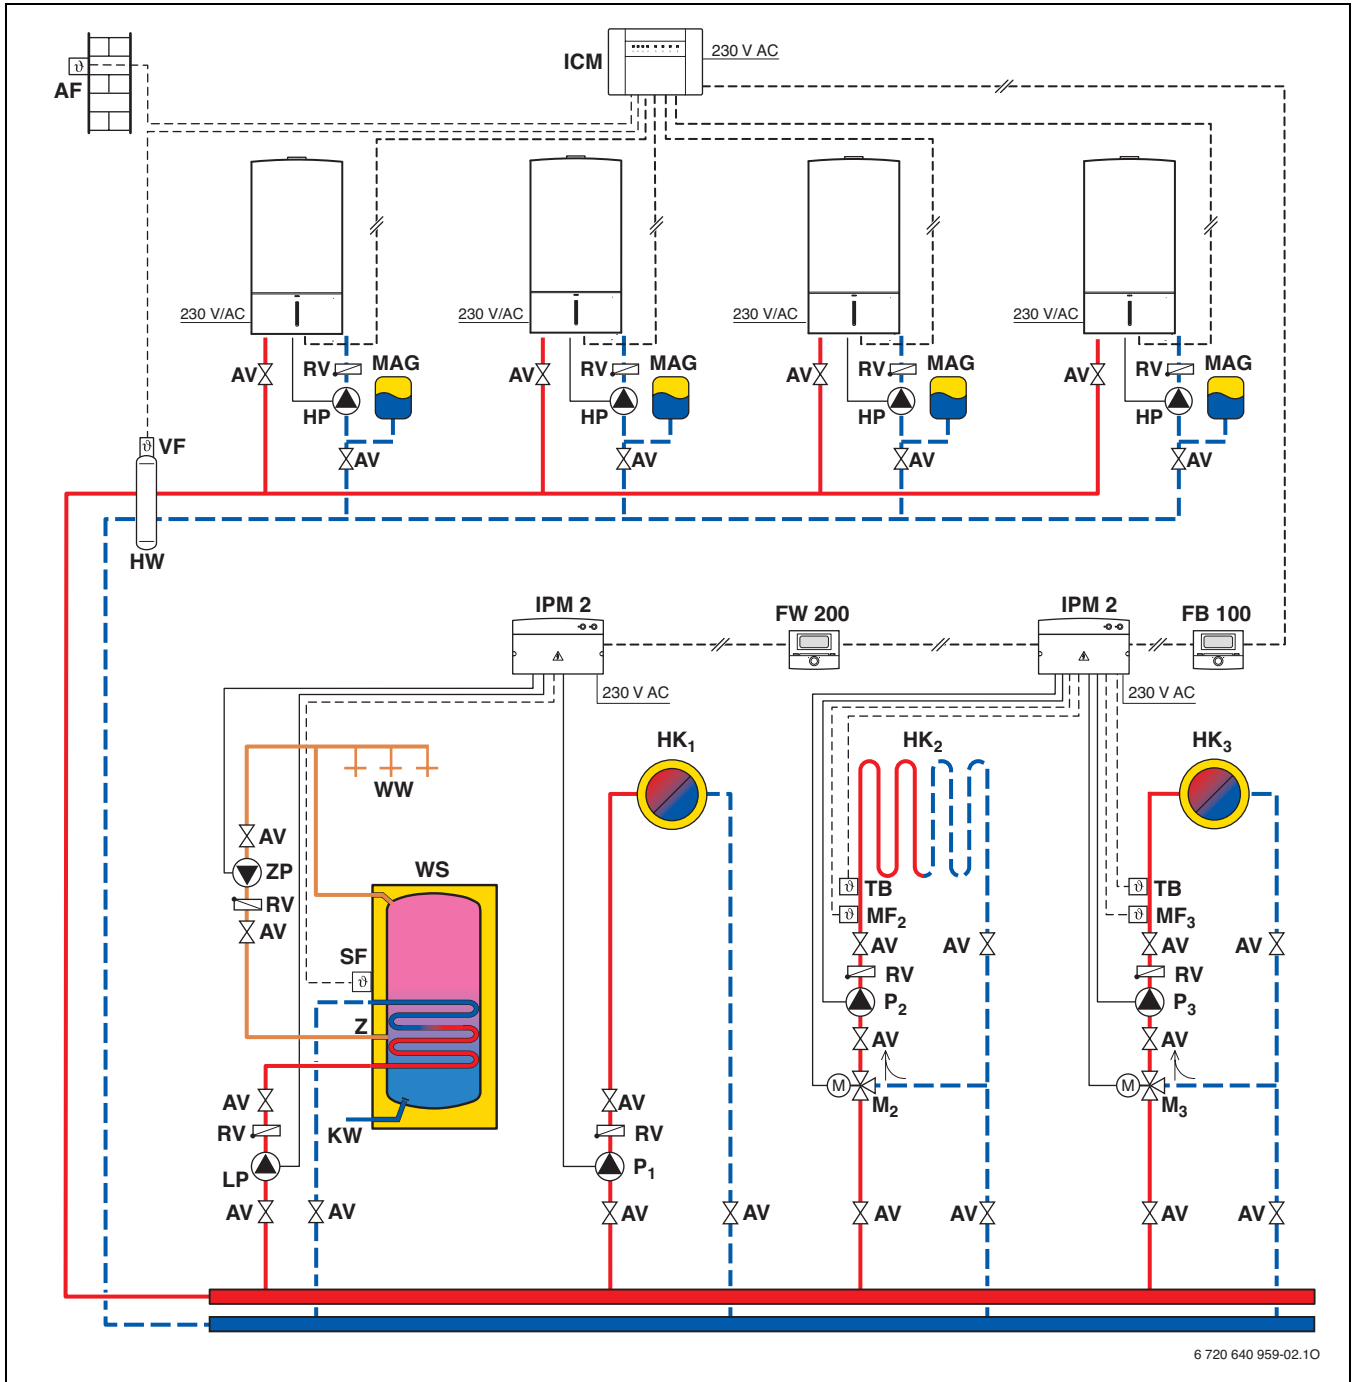 ICM
230 V AC
ϑ
AF
230 V/AC
230 V/AC
230 V/AC
230 V/AC
AV RV MAG
AV RV MAG
AV RV MAG
AV RV MAG
HP
HP
HP
HP
ϑ VF
AV
AV
AV
AV
HW
IPM 2
FW 200
IPM 2
FB 100
230 V AC
230 V AC
HK1
HK2
HK3
WW
AV
ZP
WS
RV
ϑ TB
ϑ TB
ϑ MF2
ϑ MF3
AV
AV
AV
AV
AV
SF
ϑ
RV
RV
P2
P3
Z
AV
AV
M
M
M2
M3
AV
AV
RV
KW
RV
LP
P1
AV
AV
AV
AV
AV
AV
AV
AV
6 720 640 959-02.1O